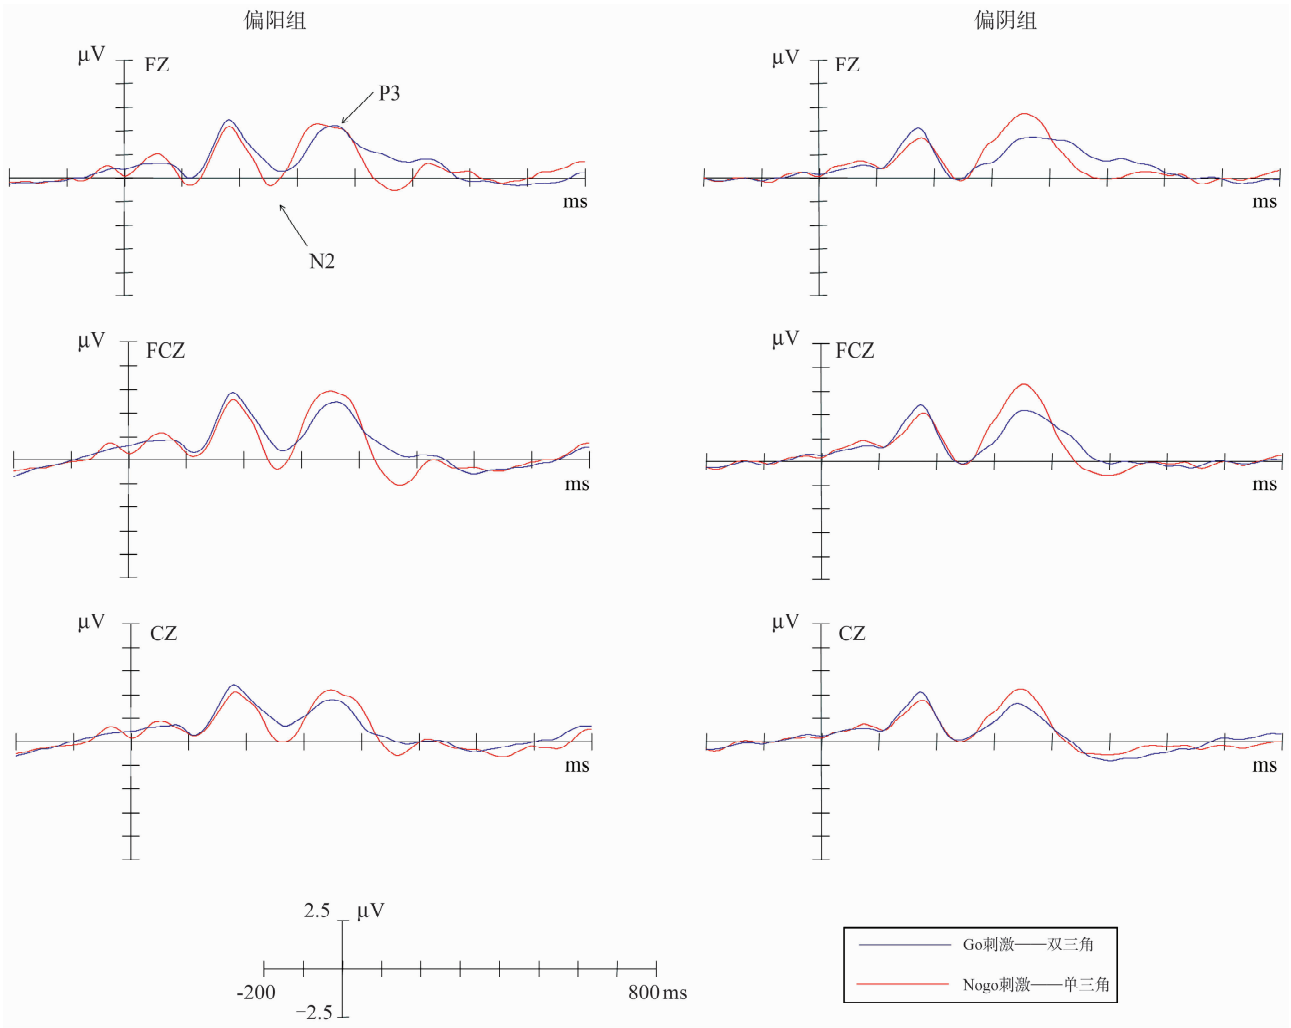 偏阳组
偏阴组
μV
FZ
P3
ms
N2
μV
FZ
ms
μV
FCZ
ms
μV
FCZ
ms
μV
CZ
ms
μV
CZ
ms
2.5 μV
-200
800 ms
−2.5
Go刺激——双三角
Nogo刺激——单三角